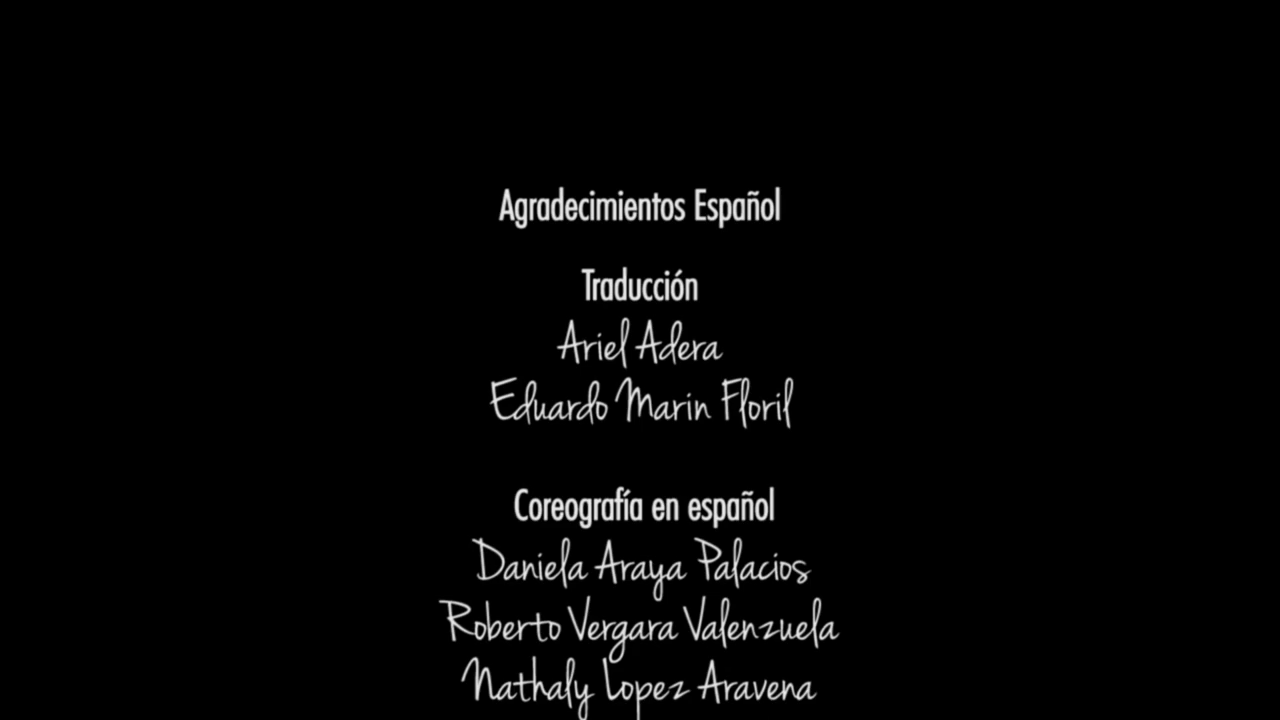 Agradecimientos Español
Traducción
Ariel Adera
Eduardo Marin Floril
Coreografía en español
Daniela Araya Palacios
Roberto Vergara Valenzuela
Nathaly Lopez Aravena